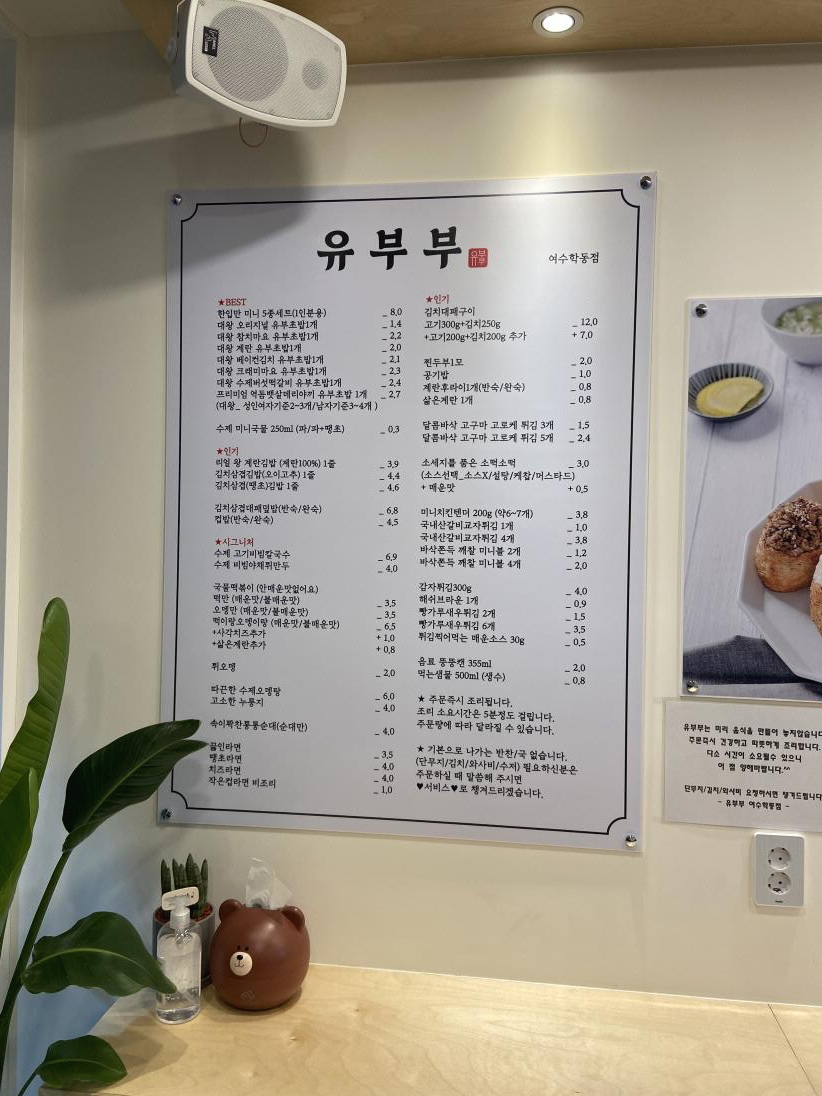 유부부
유부부
여수학동점
★BEST
한입만 미니 5종세트(1인분용) _ 8,0
대왕 오리지널 유부초밥1개 _ 1,4
대왕 참치마요 유부초밥1개 _ 2,2
대왕 계란 유부초밥1개 _ 2,0
대왕 베이컨김치 유부초밥1개 _ 2,1
대왕 크래미마요 유부초밥1개 _ 2,3
대왕 수제버섯떡갈비 유부초밥1개 _ 2,4
프리미엄 역돔뱃살데리야끼 유부초밥 1개 _ 2,7
(대왕_ 성인여자기준2~3개/남자기준3~4개 )
수제 미니국물 250ml (파/파+땡초) _ 0,3
★인기
리얼 왕 계란김밥 (계란100%) 1줄 _ 3,9
김치삼겹김밥(오이고추) 1줄 _ 4,4
김치삼겹(땡초)김밥 1줄 _ 4,6
김치삼겹대패덮밥(반숙/완숙) _ 6,8
컵밥(반숙/완숙) _ 4,5
★시그니처
수제 고기비빔칼국수 _ 6,9
수제 비빔야채튀만두 _ 4,0
국물떡볶이 (안매운맛없어요)
떡만 (매운맛/불매운맛) _ 3,5
오뎅만 (매운맛/불매운맛) _ 3,5
떡이랑오뎅이랑 (매운맛/불매운맛) _ 6,5
+사각치즈추가 + 1,0
+삶은계란추가 + 0,8
튀오뎅 _ 2,0
따끈한 수제오뎅탕 _ 6,0
고소한 누룽지 _ 4,0
속이꽉찬통통순대(순대만) _ 4,0
끓인라면 _ 3,5
땡초라면 _ 4,0
치즈라면 _ 4,0
작은컵라면 비조리 _ 1,0
★인기
김치대패구이
고기300g+김치250g _ 12,0
+고기200g+김치200g 추가 + 7,0
찐두부1모 _ 2,0
공기밥 _ 1,0
계란후라이1개(반숙/완숙) _ 0,8
삶은계란 1개 _ 0,8
달콤바삭 고구마 고로케 튀김 3개 _ 1,5
달콤바삭 고구마 고로케 튀김 5개 _ 2,4
소세지를 품은 소떡소떡 _ 3,0
(소스선택_소스X/설탕/케찹/머스타드)
+ 매운맛 + 0,5
미니치킨텐더 200g (약6~7개) _ 3,8
국내산갈비교자튀김 1개 _ 1,0
국내산갈비교자튀김 4개 _ 3,8
바삭쫀득 깨찰 미니볼 2개 _ 1,2
바삭쫀득 깨찰 미니볼 4개 _ 2,0
감자튀김300g _ 4,0
해쉬브라운 1개 _ 0,9
빵가루새우튀김 2개 _ 1,5
빵가루새우튀김 6개 _ 3,5
튀김찍어먹는 매운소스 30g _ 0,5
음료 뚱뚱캔 355ml _ 2,0
먹는샘물 500ml (생수) _ 0,8
★ 주문즉시 조리됩니다.
조리 소요시간은 5분정도 걸립니다.
주문량에 따라 달라질 수 있습니다.
★ 기본으로 나가는 반찬/국 없습니다.
(단무지/김치/와사비/수저) 필요하신분은
주문하실 때 말씀해 주시면
♥서비스♥로 챙겨드리겠습니다.
유부부는 미리 음식을 만들어 놓지않습니다
주문즉시 건강하고 따뜻하게 조리합니다.
다소 시간이 소요될수 있으니
이 점 양해바랍니다.^^
단무지/김치/와사비 요청하시면 챙겨드립니다
- 유부부 여수학동점 -